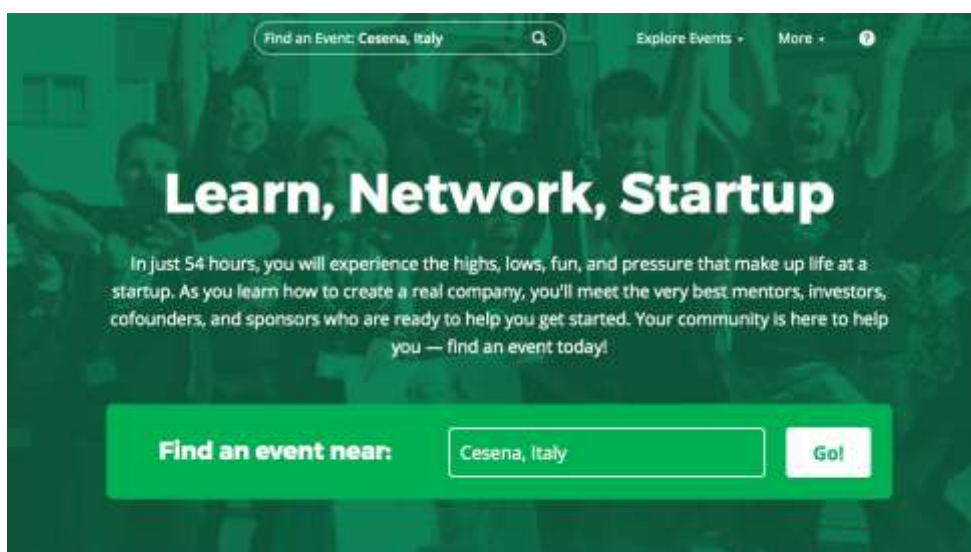 Find an Event: Cesena, Italy
Explore Events
More
?
Learn, Network, Startup
In just 54 hours, you will experience the highs, lows, fun, and pressure that make up life at a
startup. As you learn how to create a real company, you'll meet the very best mentors, investors,
cofounders, and sponsors who are ready to help you get started. Your community is here to help
you — find an event today!
Find an event near:
Cesena, Italy
Go!